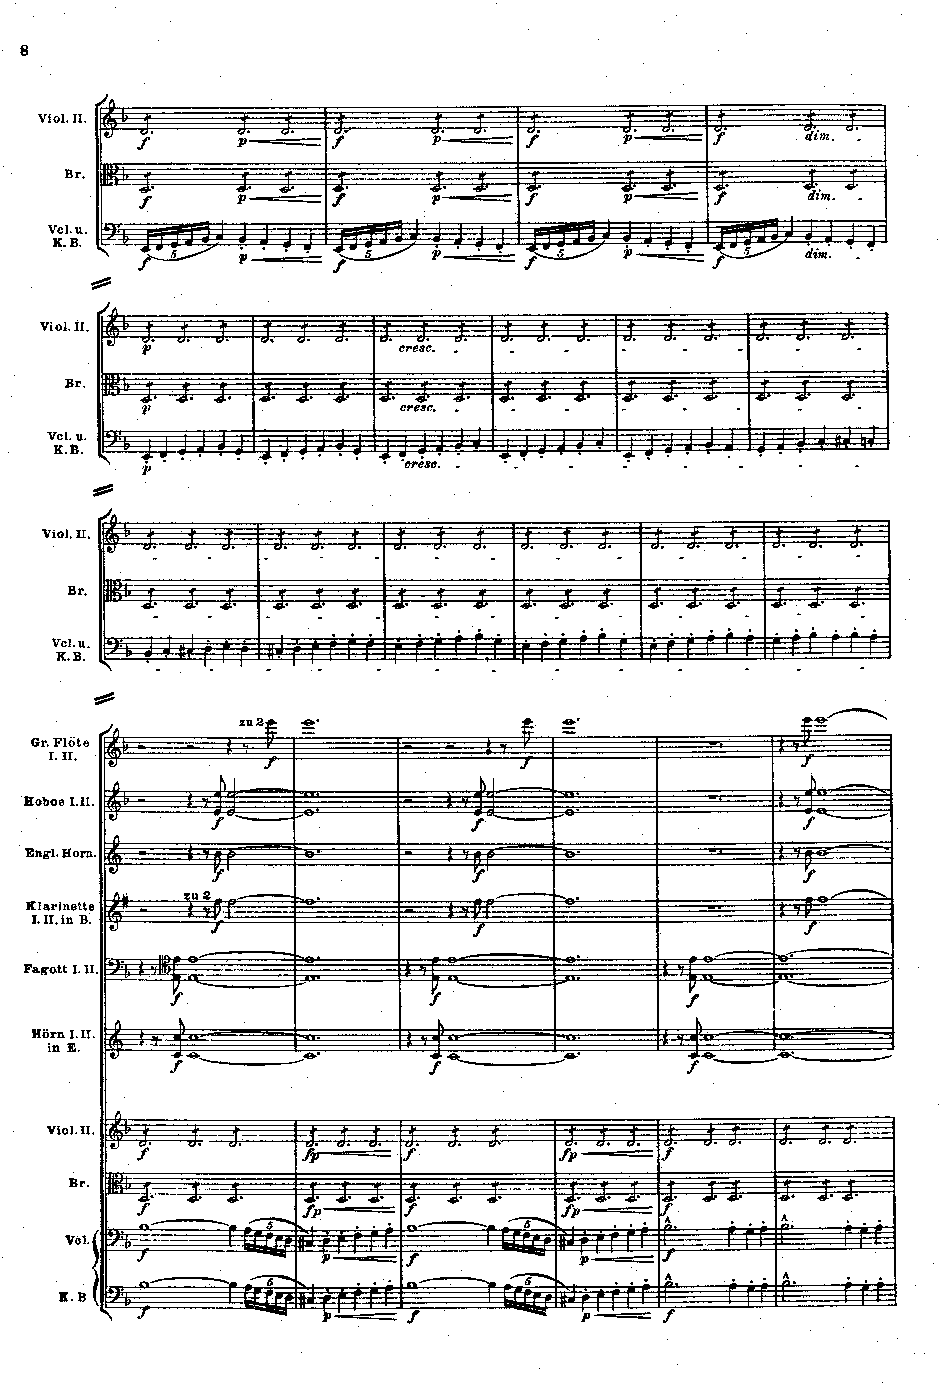 8
Viol. II.
f p f p f p f dim. -
Br.
f p f p f p f dim. -
Vcl. u.
K. B.
5 5 5 5
f p f p f p f dim. -
Viol. II.
p cresc. - - - - - - - -
Br.
p cresc. - - - - - - - -
Vcl. u.
K. B.
p cresc. - - - - - - - -
Viol. II.
Br.
Vcl. u.
K. B.
zu 2
Gr. Flöte
I. II.
f f f
Hoboe I. II.
f f f
Engl. Horn.
f f f
zu 2
Klarinette
I. II. in B.
f f f
Fagott I. II.
f f f
Hörn I. II.
in E.
f f f
Viol. II.
f fp f fp f
Br.
f fp f fp f
5 5
Vcl.
f p f p f
6 5
K. B
f p f p f